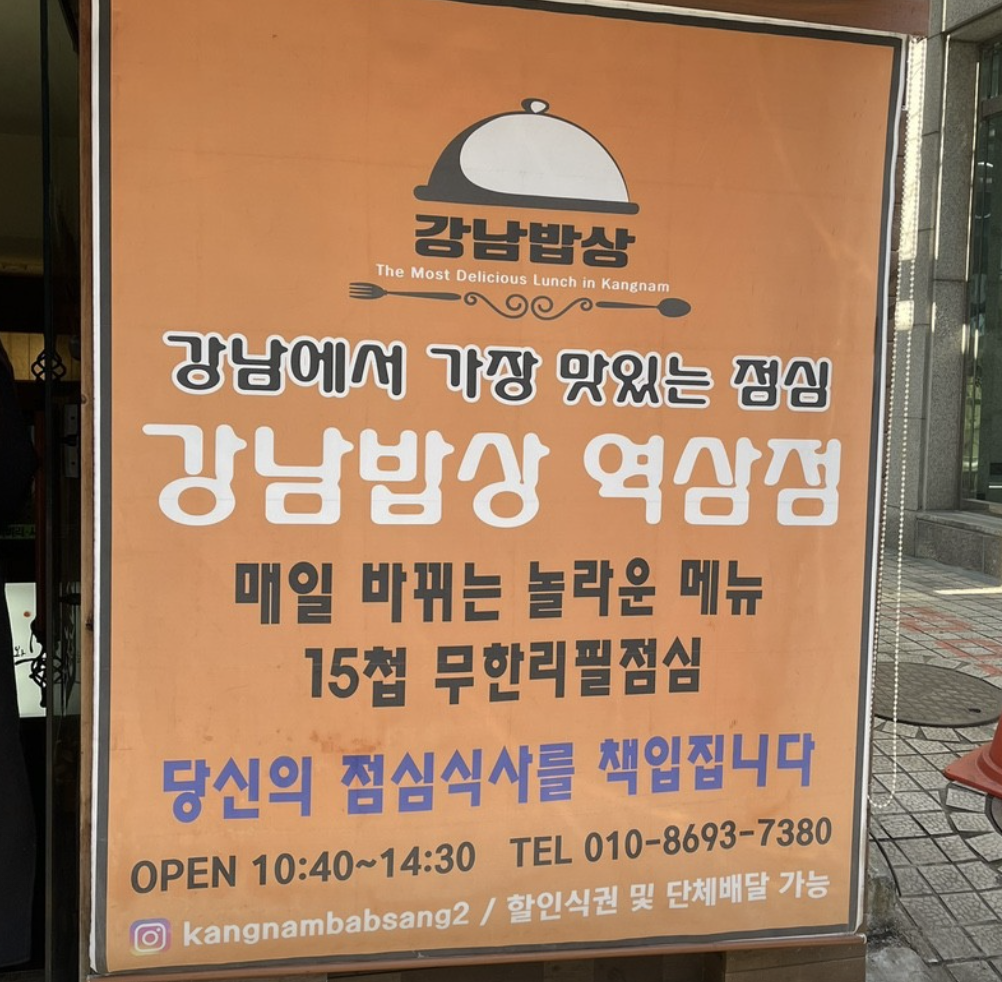 강남밥상
The Most Delicious Lunch in Kangnam
강남에서 가장 맛있는 점심
강남밥상 역삼점
매일 바뀌는 놀라운 메뉴
15첩 무한리필점심
당신의 점심식사를 책입집니다
OPEN 10:40~14:30 TEL 010-8693-7380
kangnambabsang2 / 할인식권 및 단체배달 가능